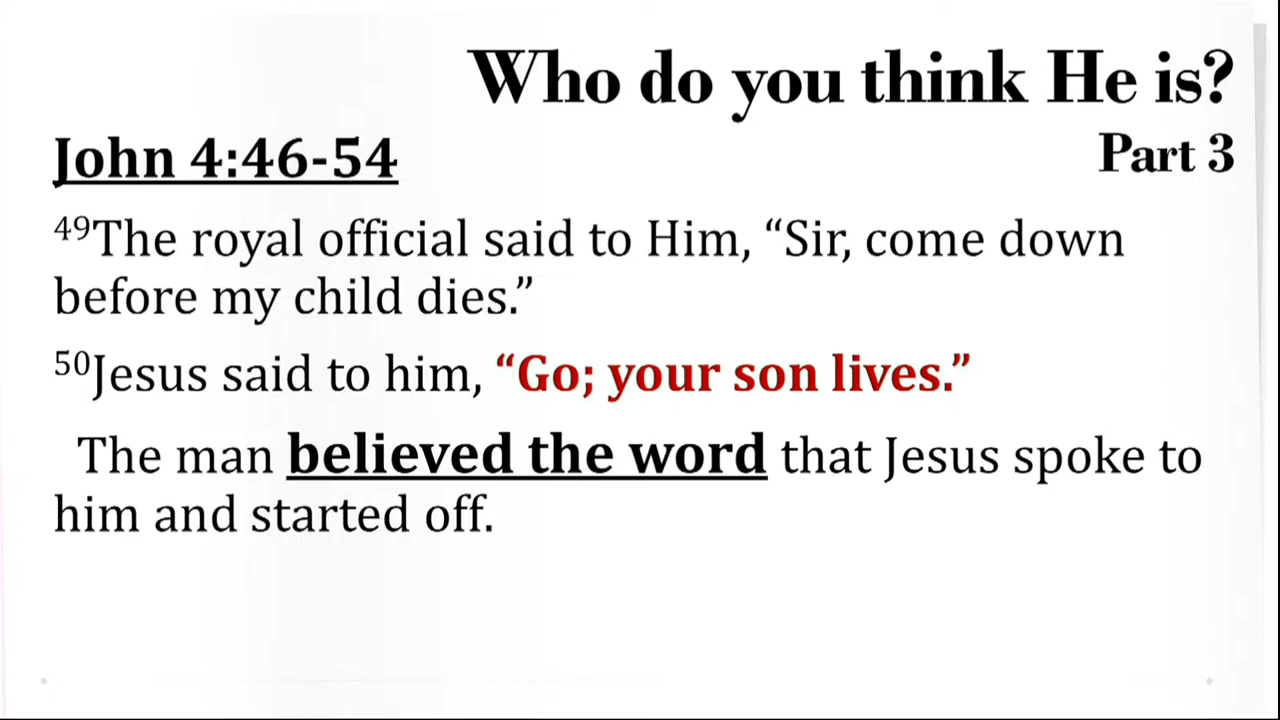 Who do you think He is?
Part 3
John 4:46-54
49The royal official said to Him, “Sir, come down
before my child dies.”
50Jesus said to him, “Go; your son lives.”
The man believed the word that Jesus spoke to
him and started off.